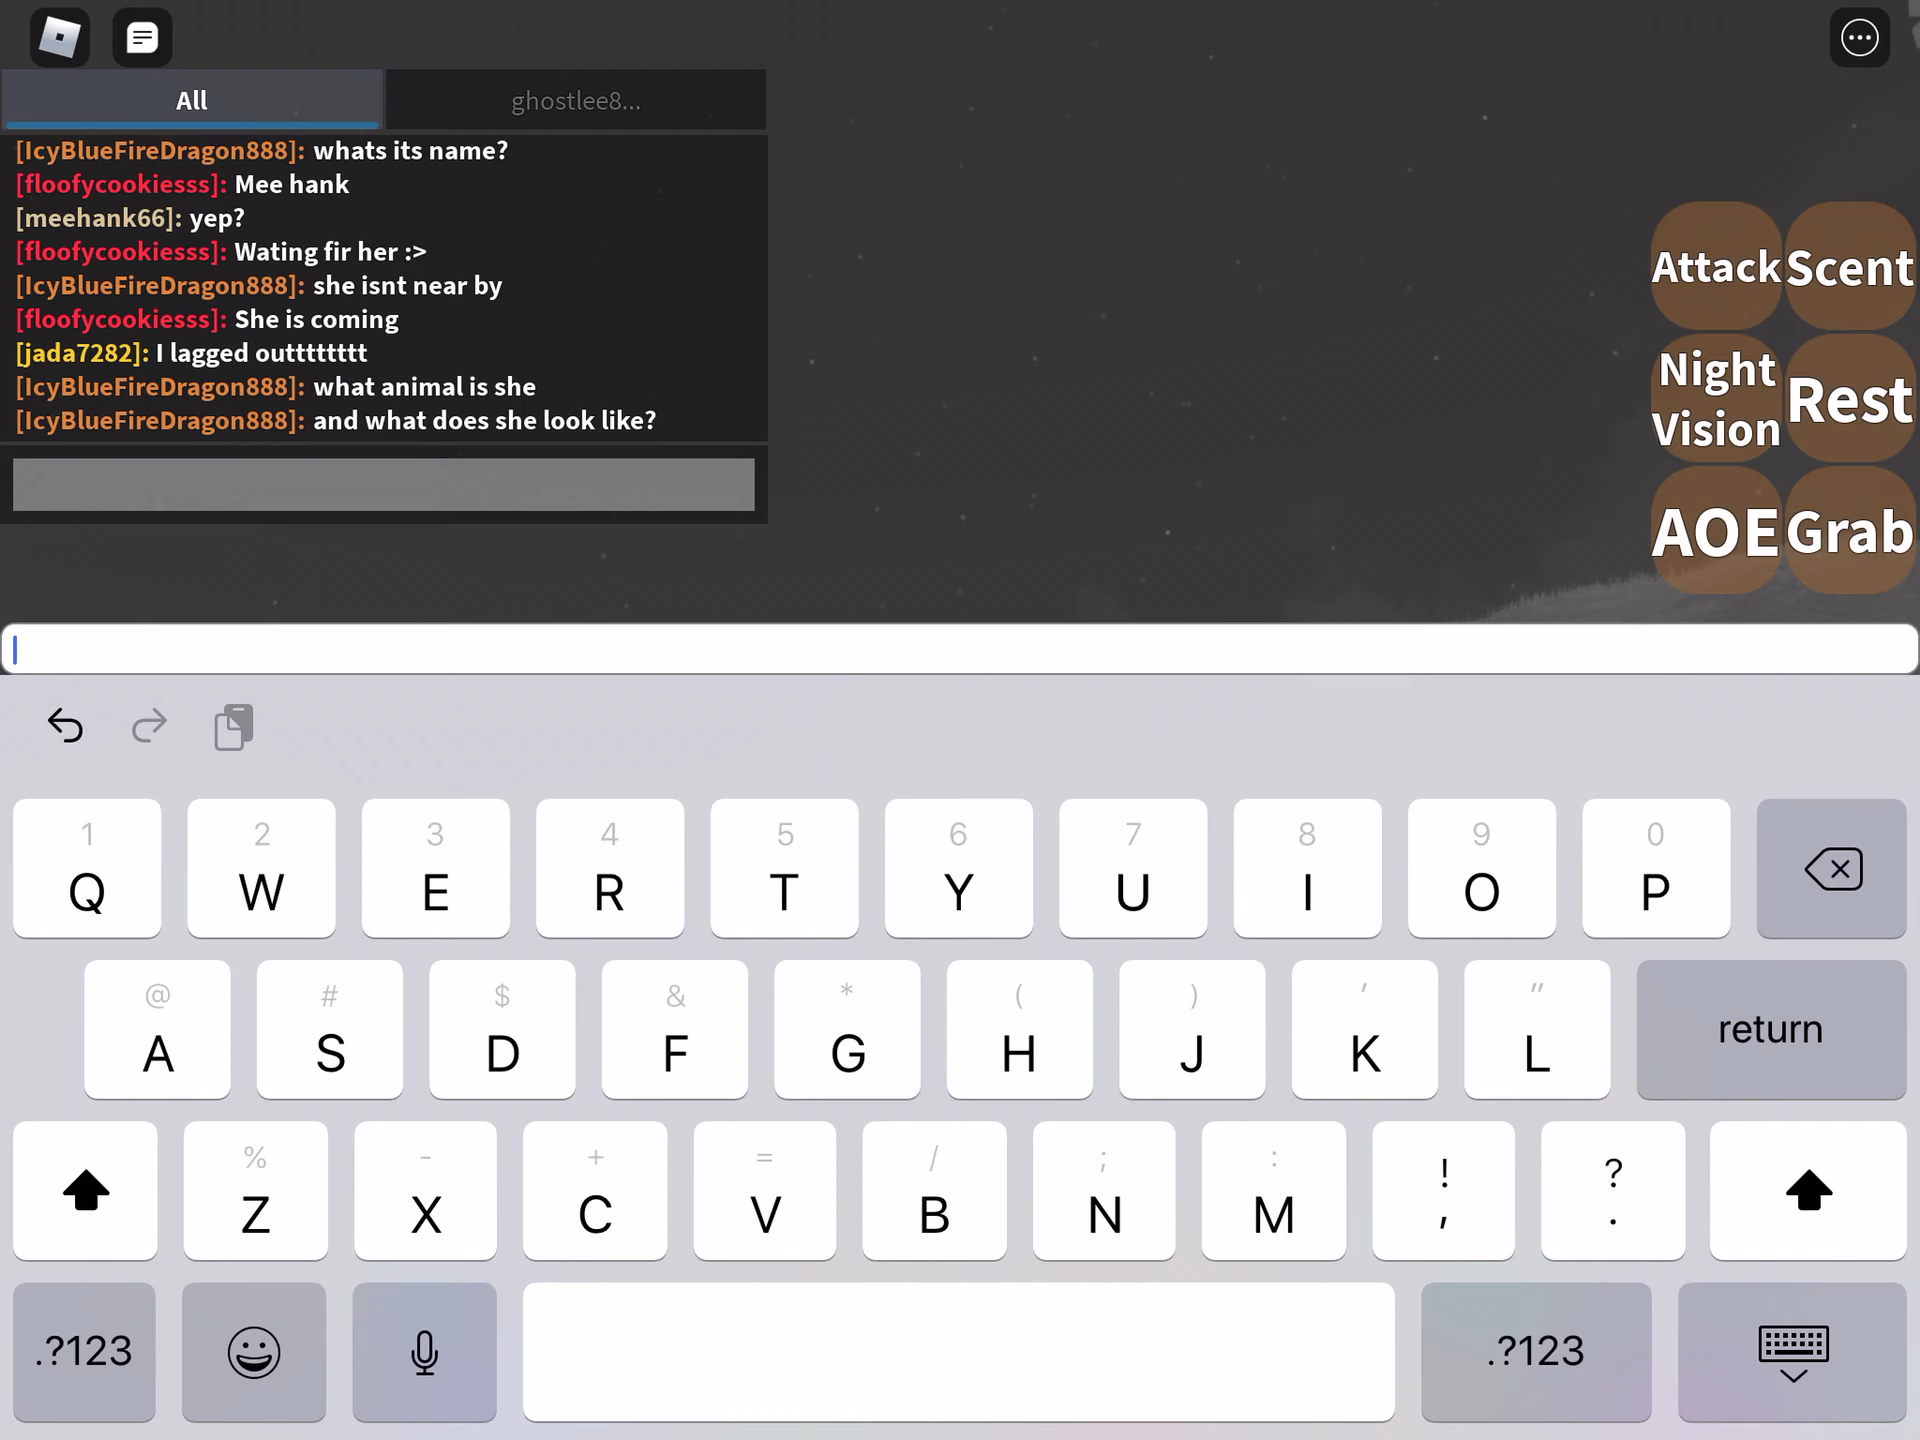 All
ghostlee8...
[IcyBlueFireDragon888]: whats its name?
[floofycookiesss]: Mee hank
[meehank66]: yep?
[floofycookiesss]: Wating fir her :>
[IcyBlueFireDragon888]: she isnt near by
[floofycookiesss]: She is coming
[jada7282]: I lagged outttttttt
[IcyBlueFireDragon888]: what animal is she
[IcyBlueFireDragon888]: and what does she look like?
Attack
Scent
Night
Vision
Rest
AOE
Grab
1 2 3 4 5 6 7 8 9 0
Q W E R T Y U I O P
@ # $ & * ( ) ' "
A S D F G H J K L return
% - + = / ; : ! ?
Z X C V B N M , .
.?123 .?123